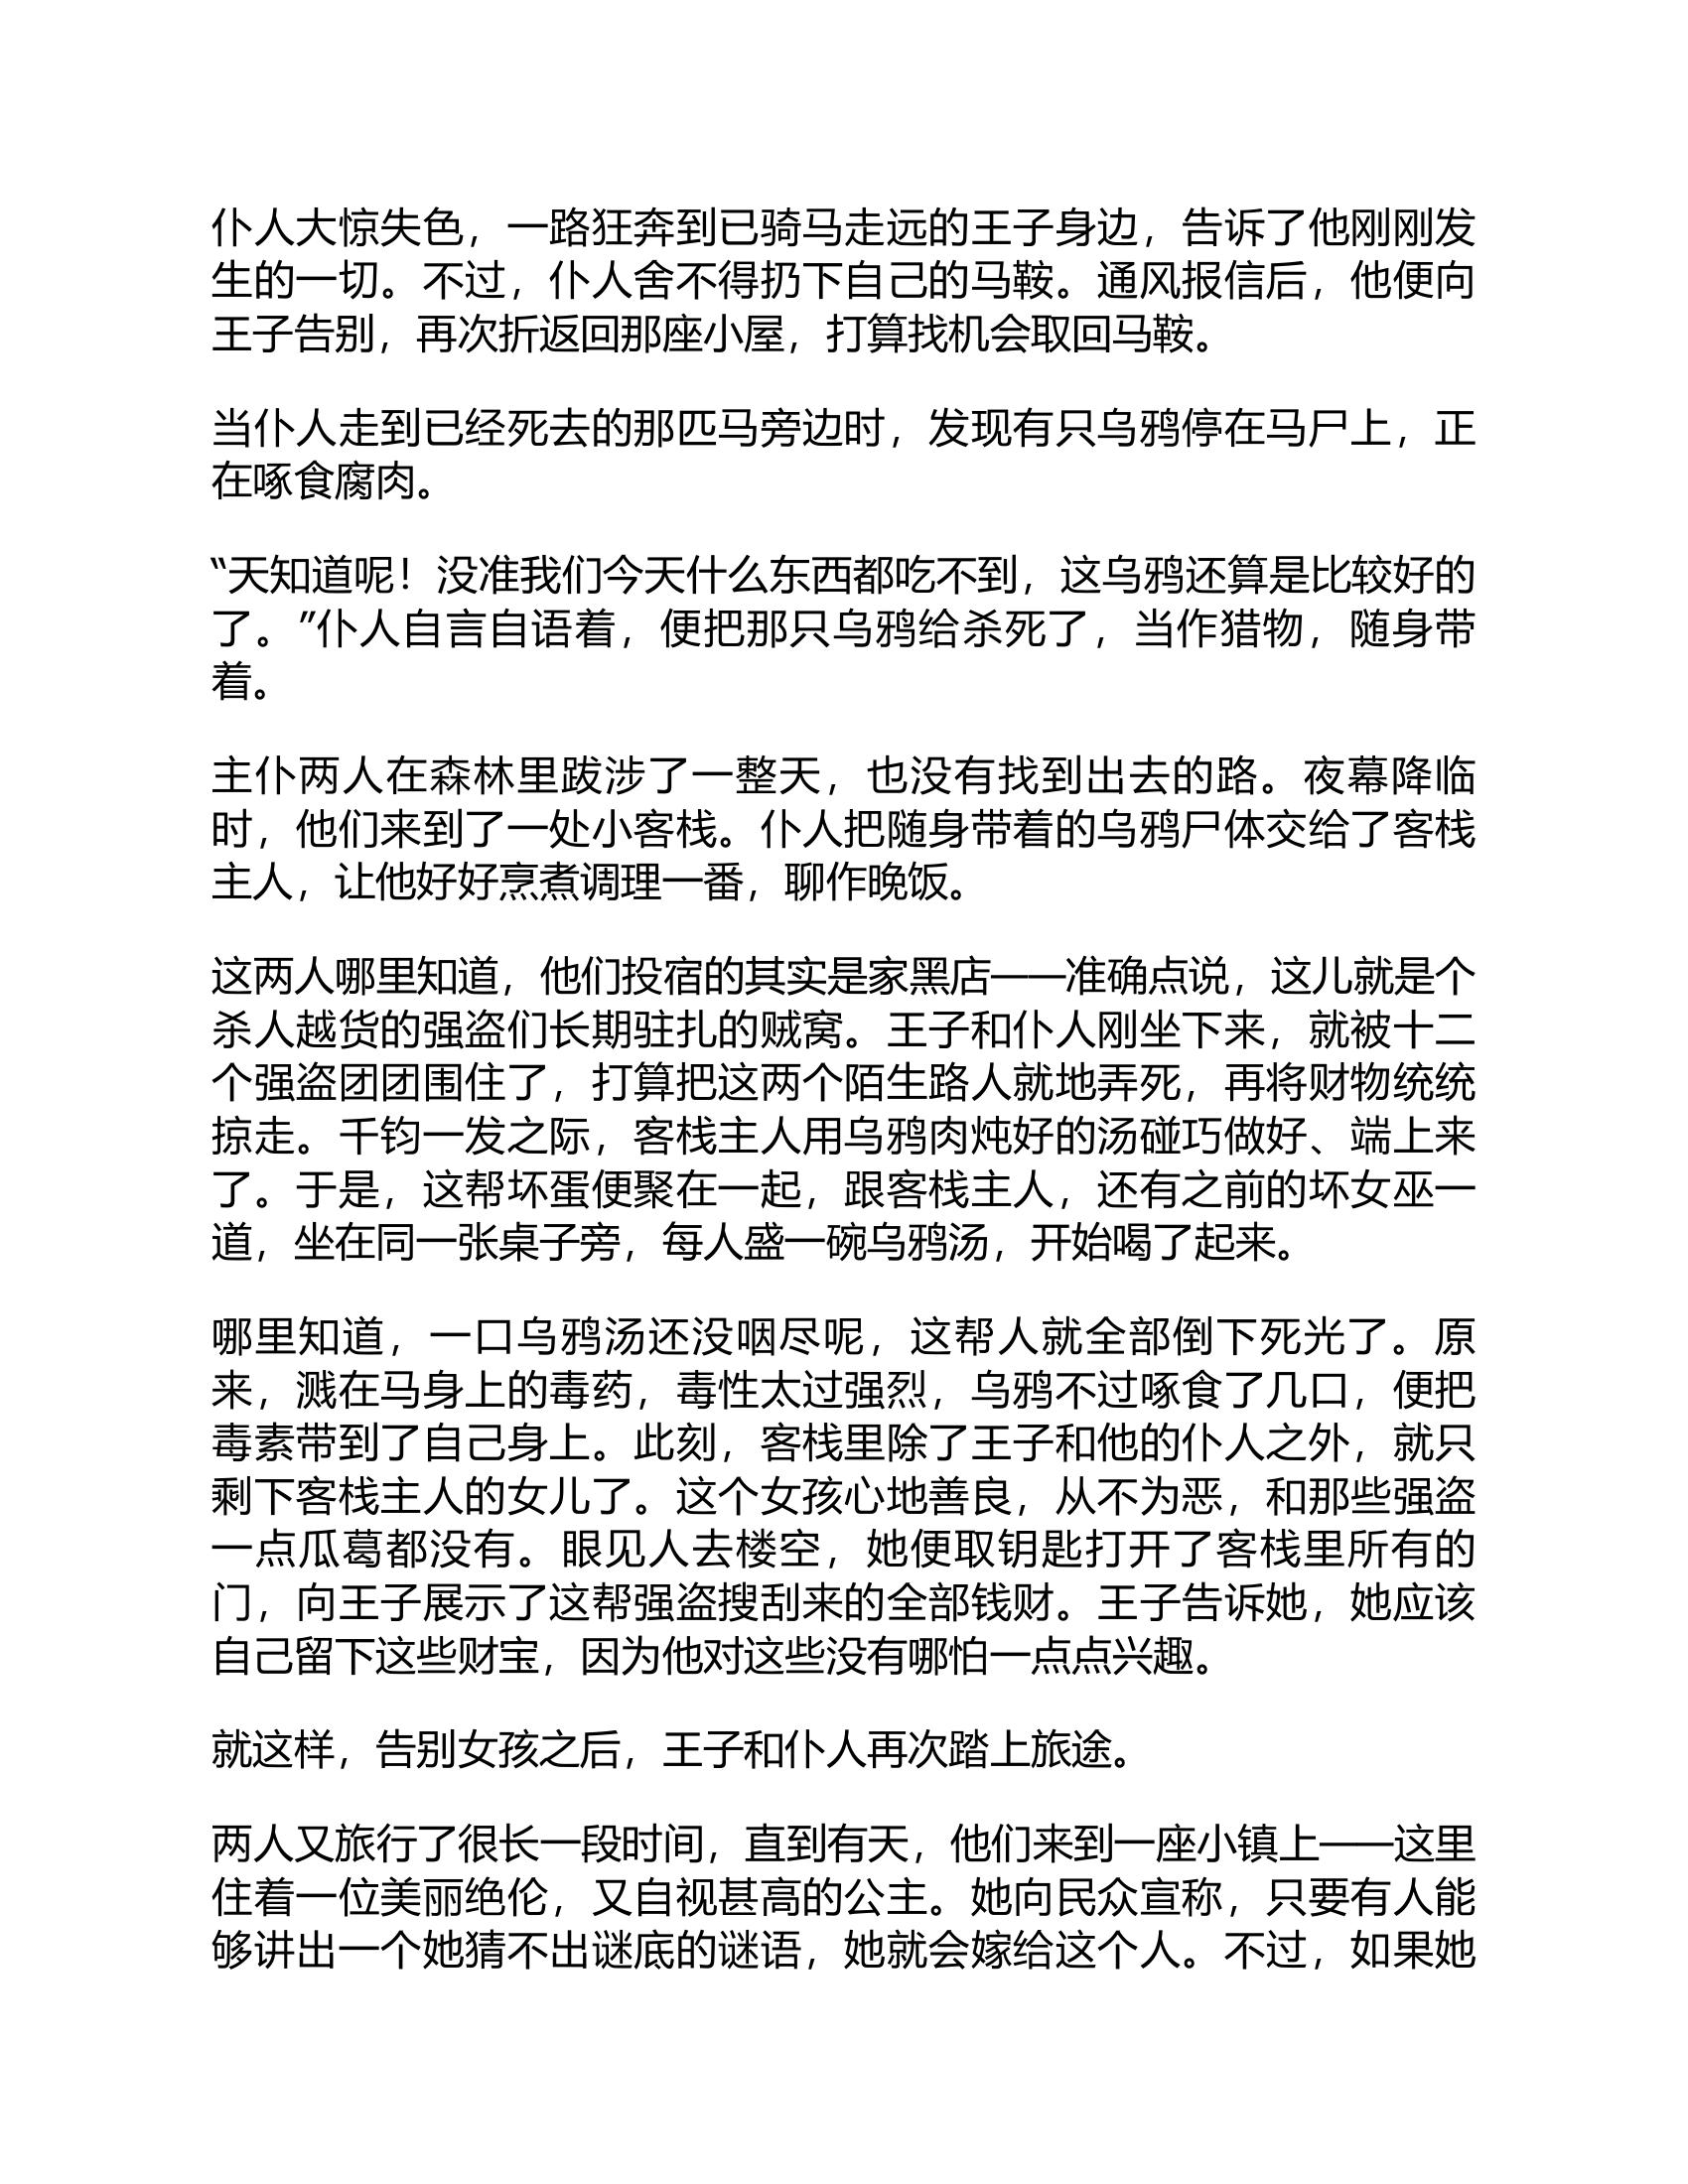 仆人大惊失色，一路狂奔到已骑马走远的王子身边，告诉了他刚刚发
生的一切。不过，仆人舍不得扔下自己的马鞍。通风报信后，他便向
王子告别，再次折返回那座小屋，打算找机会取回马鞍。
当仆人走到已经死去的那匹马旁边时，发现有只乌鸦停在马尸上，正
在啄食腐肉。
“天知道呢！没准我们今天什么东西都吃不到，这乌鸦还算是比较好的
了。”仆人自言自语着，便把那只乌鸦给杀死了，当作猎物，随身带
着。
主仆两人在森林里跋涉了一整天，也没有找到出去的路。夜幕降临
时，他们来到了一处小客栈。仆人把随身带着的乌鸦尸体交给了客栈
主人，让他好好烹煮调理一番，聊作晚饭。
这两人哪里知道，他们投宿的其实是家黑店——准确点说，这儿就是个
杀人越货的强盗们长期驻扎的贼窝。王子和仆人刚坐下来，就被十二
个强盗团团围住了，打算把这两个陌生路人就地弄死，再将财物统统
掠走。千钧一发之际，客栈主人用乌鸦肉炖好的汤碰巧做好、端上来
了。于是，这帮坏蛋便聚在一起，跟客栈主人，还有之前的坏女巫一
道，坐在同一张桌子旁，每人盛一碗乌鸦汤，开始喝了起来。
哪里知道，一口乌鸦汤还没咽尽呢，这帮人就全部倒下死光了。原
来，溅在马身上的毒药，毒性太过强烈，乌鸦不过啄食了几口，便把
毒素带到了自己身上。此刻，客栈里除了王子和他的仆人之外，就只
剩下客栈主人的女儿了。这个女孩心地善良，从不为恶，和那些强盗
一点瓜葛都没有。眼见人去楼空，她便取钥匙打开了客栈里所有的
门，向王子展示了这帮强盗搜刮来的全部钱财。王子告诉她，她应该
自己留下这些财宝，因为他对这些没有哪怕一点点兴趣。
就这样，告别女孩之后，王子和仆人再次踏上旅途。
两人又旅行了很长一段时间，直到有天，他们来到一座小镇上——这里
住着一位美丽绝伦，又自视甚高的公主。她向民众宣称，只要有人能
够讲出一个她猜不出谜底的谜语，她就会嫁给这个人。不过，如果她